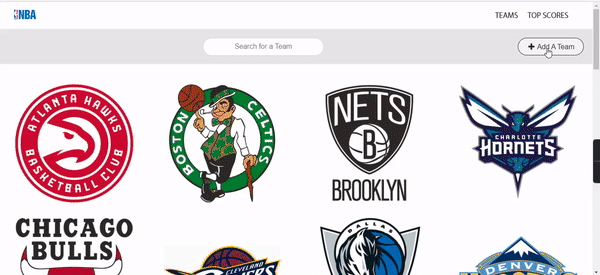 NBA
TEAMS TOP SCORES
Search for a Team
+ Add A Team
ATLANTA HAWKS
BASKETBALL CLUB
BOSTON
CELTICS
NETS
B
BROOKLYN
CHARLOTTE
HORNETS
CHICAGO
BULLS
CLEVELAND
DALLAS
DENVER